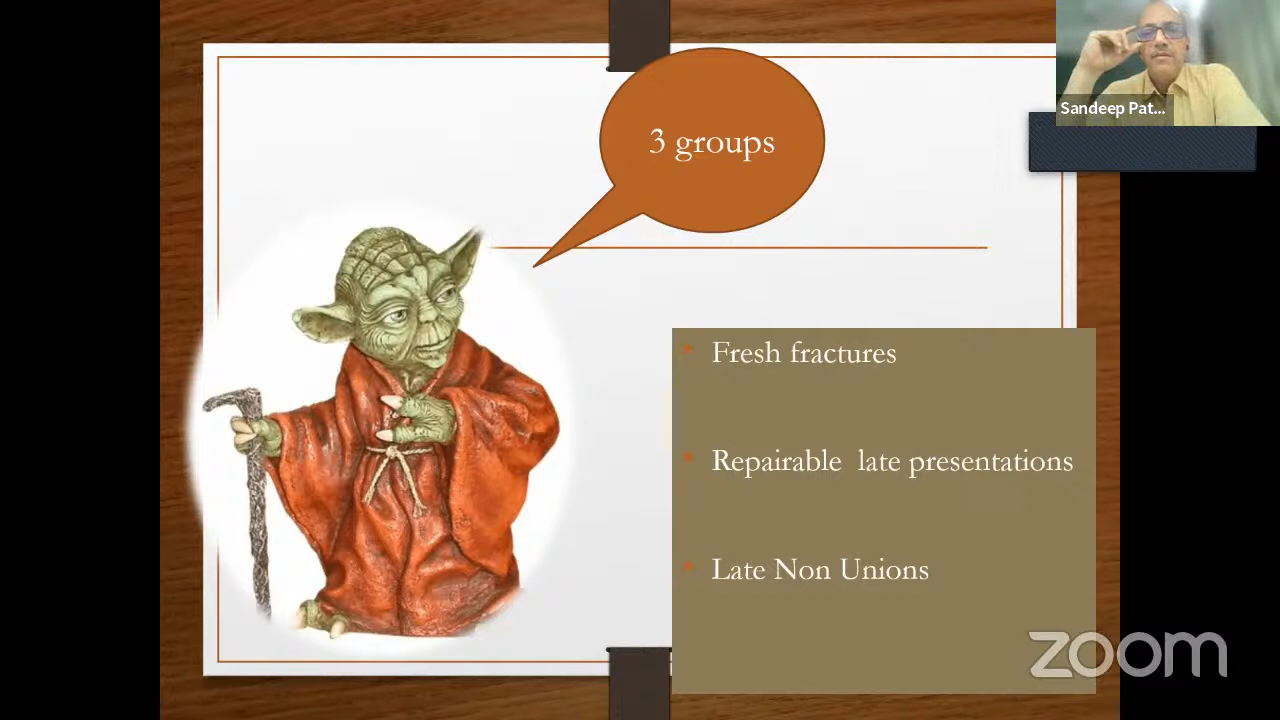 Sandeep Pat...
3 groups
Fresh fractures
Repairable late presentations
Late Non Unions
zoom